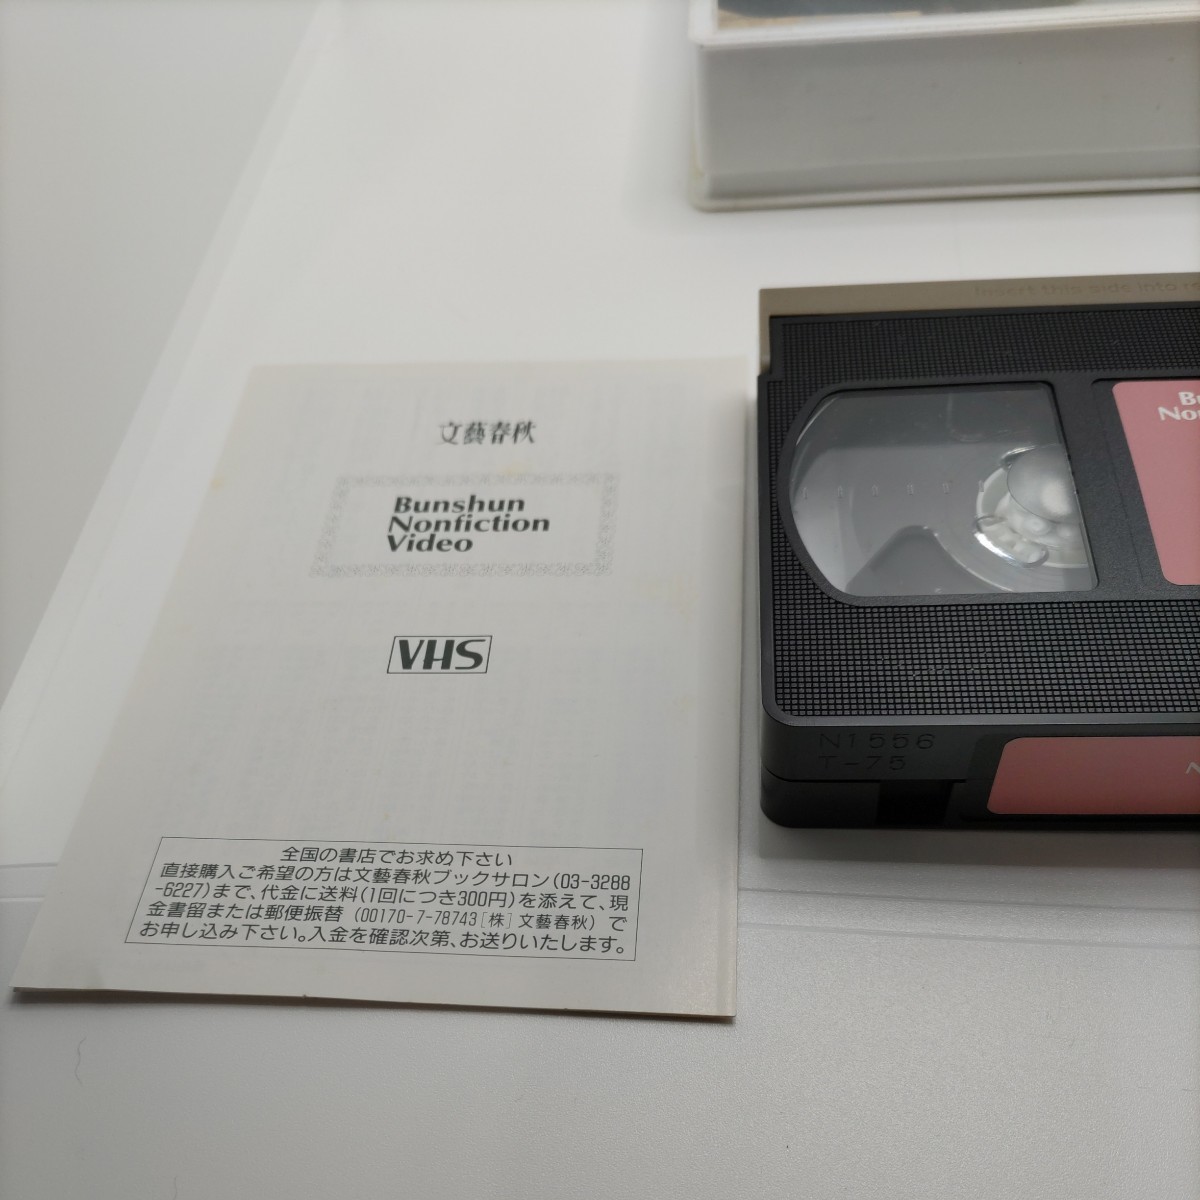 文藝春秋
Bunshun
Nonfiction
Video
VHS
全国の書店でお求め下さい
直接購入ご希望の方は文藝春秋ブックサロン(03-3288
-6227)まで、代金に送料(1回につき300円)を添えて、現
金書留または郵便振替 (00170-7-78743[株]文藝春秋)で
お申し込み下さい。入金を確認次第、お送りいたします。
Insert this side into
N1556
T-75